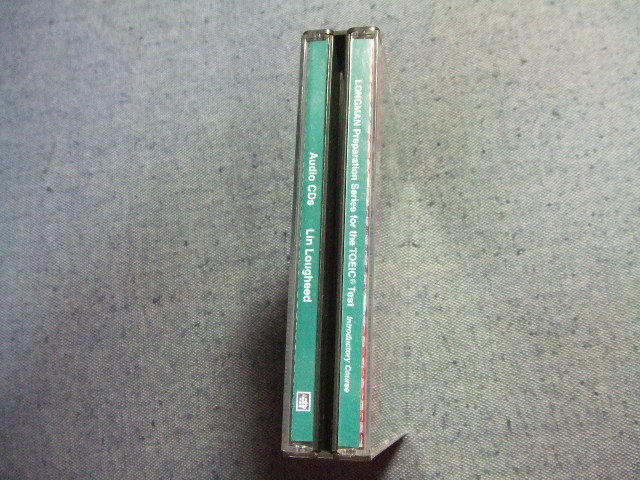 LONGMAN Preparation Series for the TOEIC® Test Introductory Course
Audio CDs Lin Lougheed